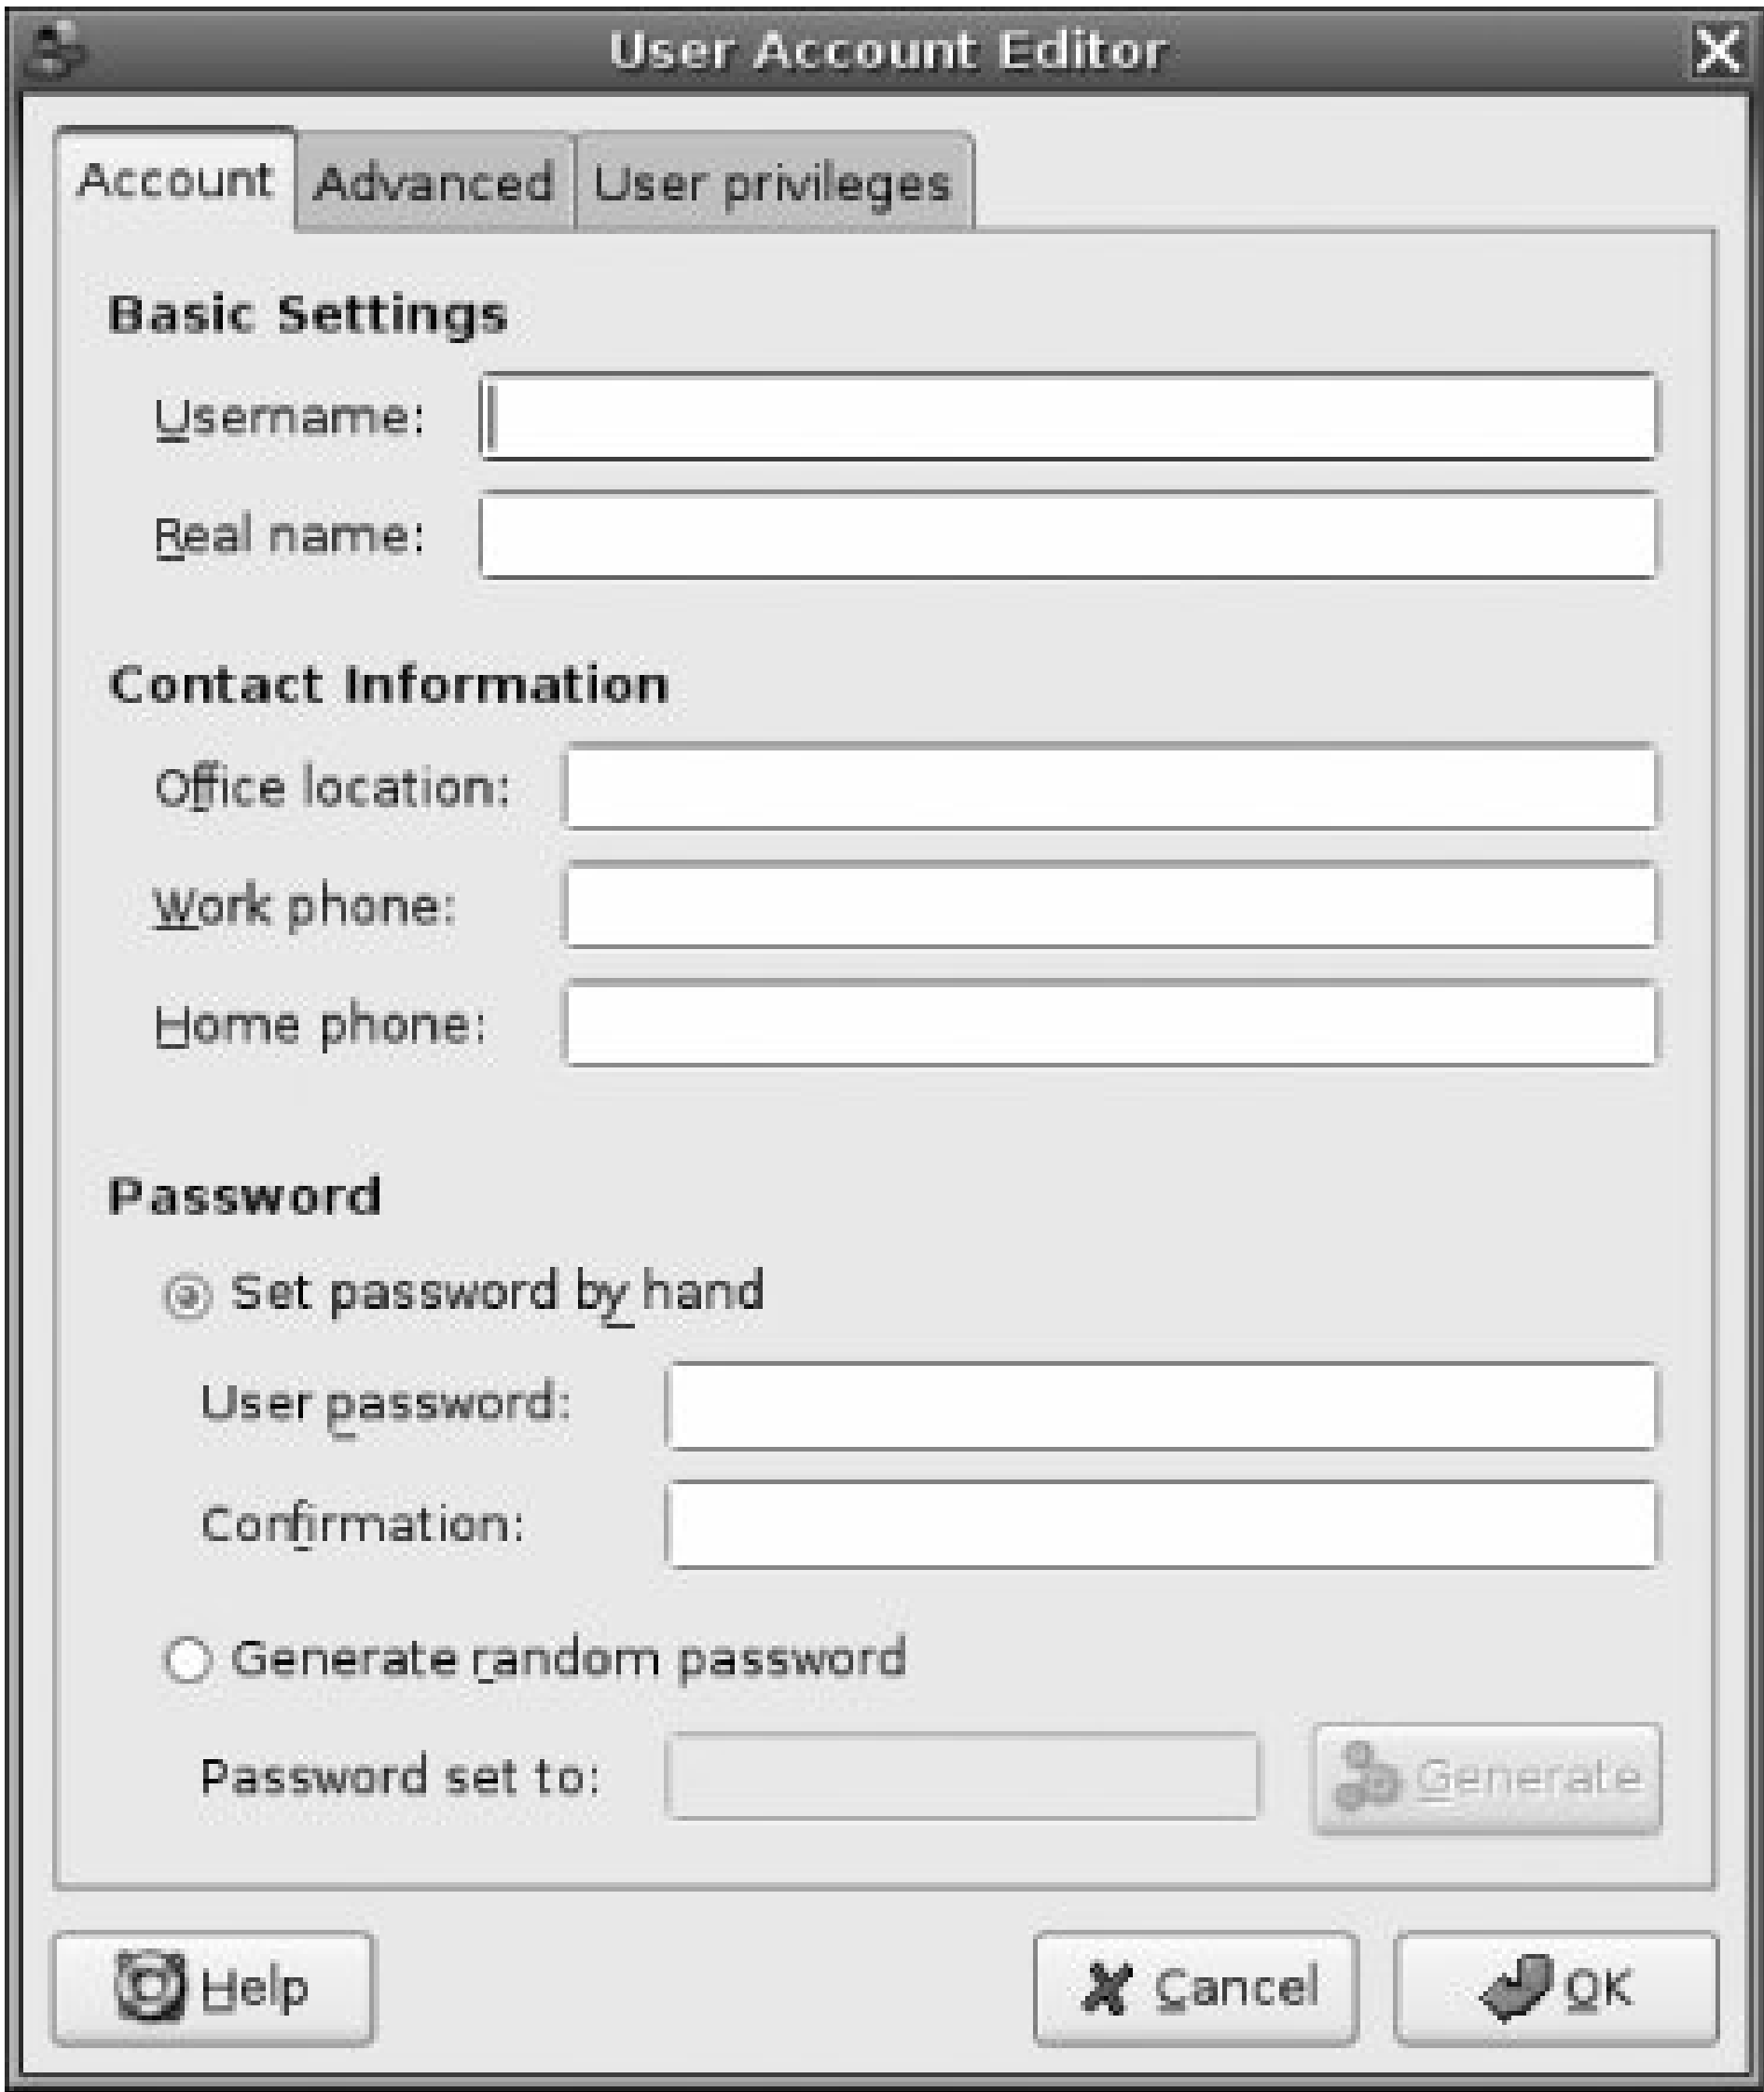 User Account Editor
Account Advanced User privileges
Basic Settings
Username:
Real name:
Contact Information
Office location:
Work phone:
Home phone:
Password
Set password by hand
User password:
Confirmation:
Generate random password
Password set to: Generate
Help Cancel OK